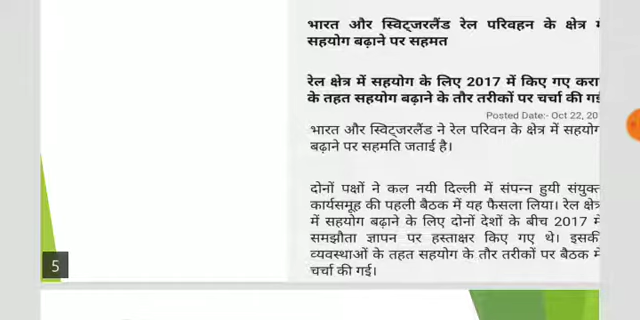 भारत और स्विट्जरलैंड रेल परिवहन के क्षेत्र
सहयोग बढ़ाने पर सहमत
रेल क्षेत्र में सहयोग के लिए 2017 में किए गए
के तहत सहयोग बढ़ाने के तौर तरीकों पर चर्चा की गई
Posted Date:- Oct 22, 20
भारत और स्विट्जरलैंड ने रेल परिवन के क्षेत्र में सहयोग
बढ़ाने पर सहमति जताई है।
दोनों पक्षों ने कल नयी दिल्ली में संपन्न हुयी संयुक्त
कार्यसमूह की पहली बैठक में यह फैसला लिया। रेल क्षेत्र
में सहयोग बढ़ाने के लिए दोनों देशों के बीच 2017 में
समझौता ज्ञापन पर हस्ताक्षर किए गए थे। इसकी
व्यवस्थाओं के तहत सहयोग के तौर तरीकों पर बैठक में
चर्चा की गई।
5